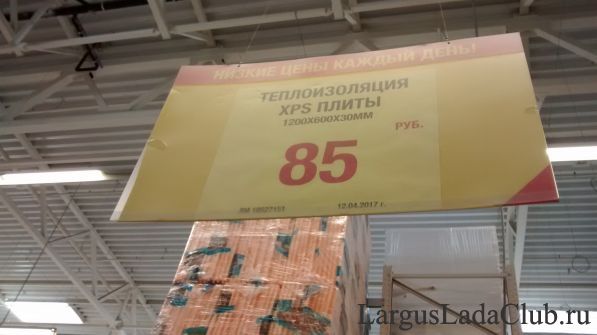 НИЗКИЕ ЦЕНЫ КАЖДЫЙ ДЕНЬ!
ТЕПЛОИЗОЛЯЦИЯ
XPS ПЛИТЫ
1200Х600Х30ММ
85 РУБ.
12.04.2017 г.
LargusLadaClub.ru